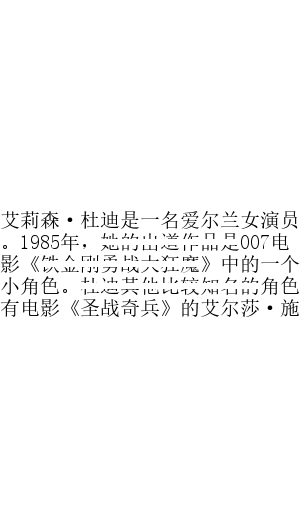 艾莉森·杜迪是一名爱尔兰女演员
。1985年，她的出道作品是007电
影《铁金刚勇战大狂魔》中的一个
小角色。杜迪其他比较知名的角色
有电影《圣战奇兵》的艾尔莎·施